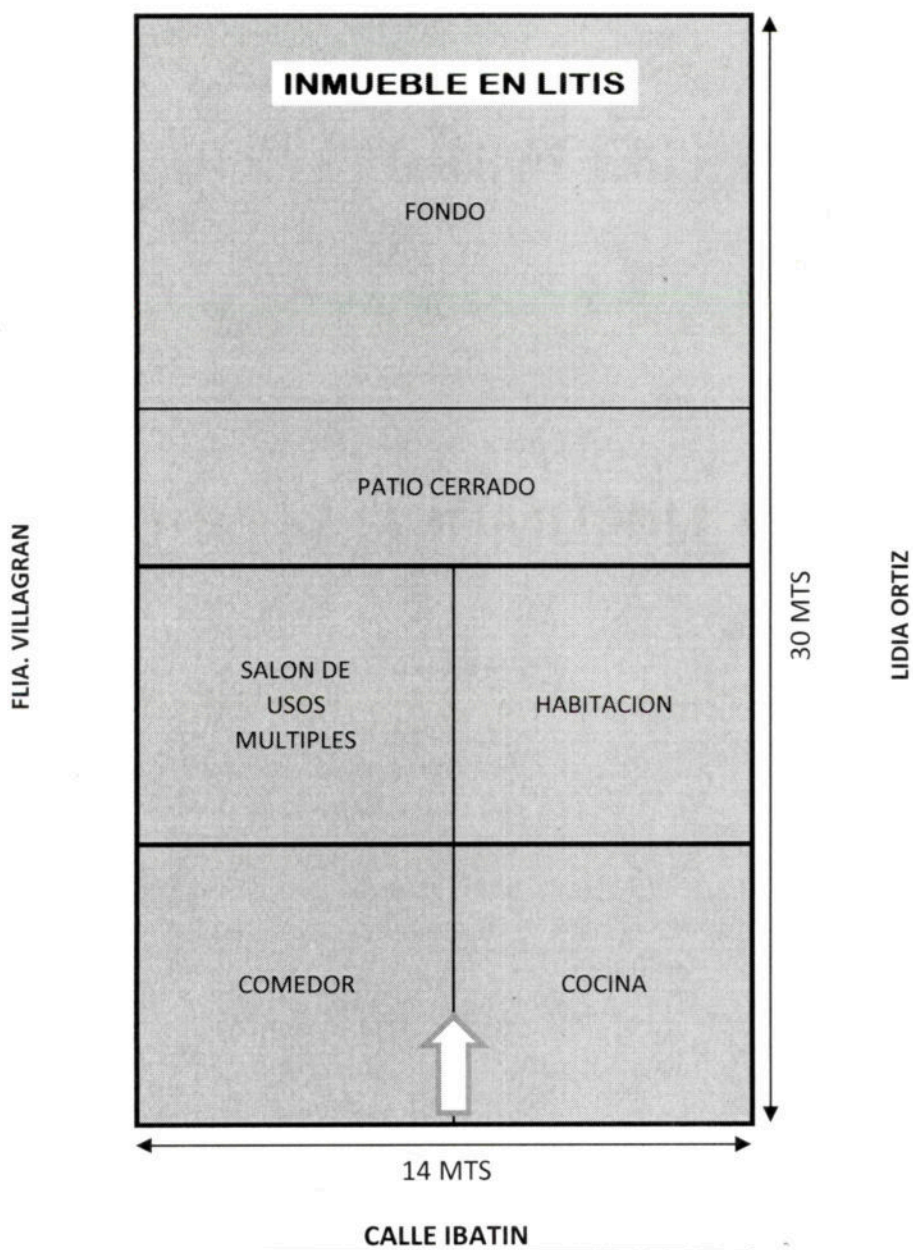 INMUEBLE EN LITIS
FONDO
PATIO CERRADO
FLIA. VILLAGRAN
SALON DE
USOS
MULTIPLES
HABITACION
30 MTS
LIDIA ORTIZ
COMEDOR
COCINA
14 MTS
CALLE IBATIN